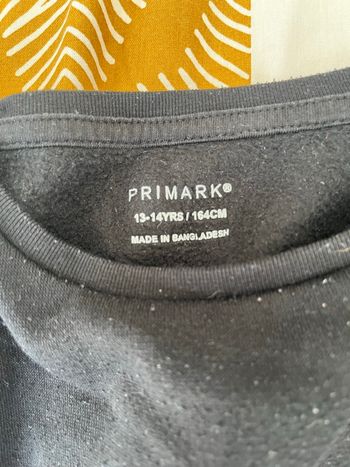 PRIMARK®
13-14YRS / 164CM
MADE IN BANGLADESH